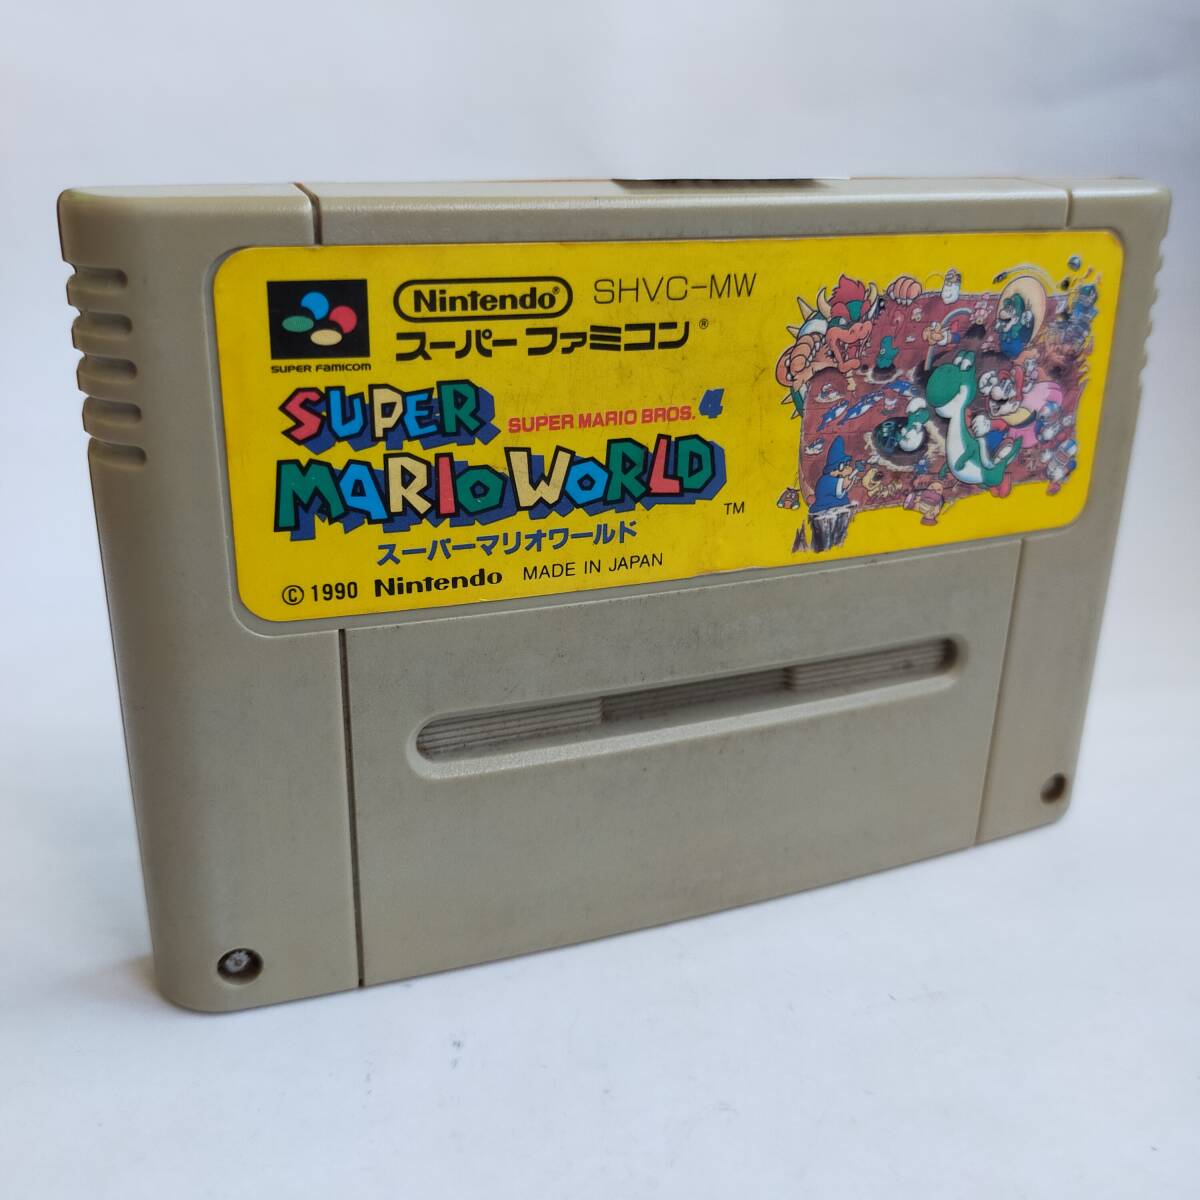 Nintendo® SHVC-MW
スーパーファミコン®
SUPER FAMICOM
SUPER
SUPER MARIO BROS. 4
MARIO WORLD ™
スーパーマリオワールド
© 1990 Nintendo MADE IN JAPAN